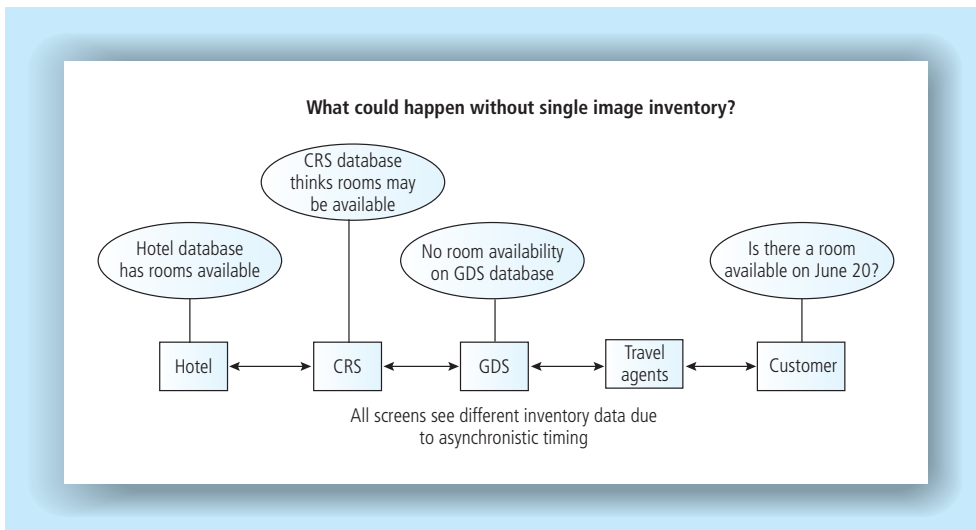 What could happen without single image inventory?
CRS database
thinks rooms may
be available
Hotel database
has rooms available
No room availability
on GDS database
Is there a room
available on June 20?
Hotel
CRS
GDS
Travel
agents
Customer
All screens see different inventory data due
to asynchronistic timing